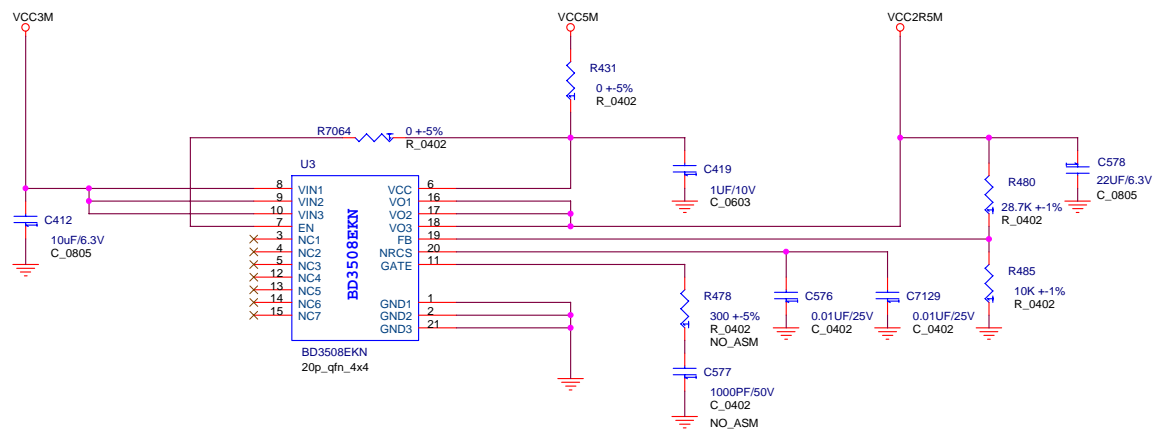 VCC3M
VCC5M
VCC2R5M
R431
0 +-5%
R_0402
R7064
0 +-5%
R_0402
U3
C419
1UF/10V
C_0603
C578
22UF/6.3V
C_0805
R480
28.7K +-1%
R_0402
C412
10uF/6.3V
C_0805
8 VIN1
9 VIN2
10 VIN3
7 EN
3 NC1
4 NC2
5 NC3
12 NC4
13 NC5
14 NC6
15 NC7
BD3508EKN
VCC 6
VO1 16
VO2 17
VO3 18
FB 19
NRCS 20
GATE 11
GND1 1
GND2 2
GND3 21
BD3508EKN
20p_qfn_4x4
R478
300 +-5%
R_0402
NO_ASM
C576
0.01UF/25V
C_0402
C7129
0.01UF/25V
C_0402
R485
10K +-1%
R_0402
C577
1000PF/50V
C_0402
NO_ASM